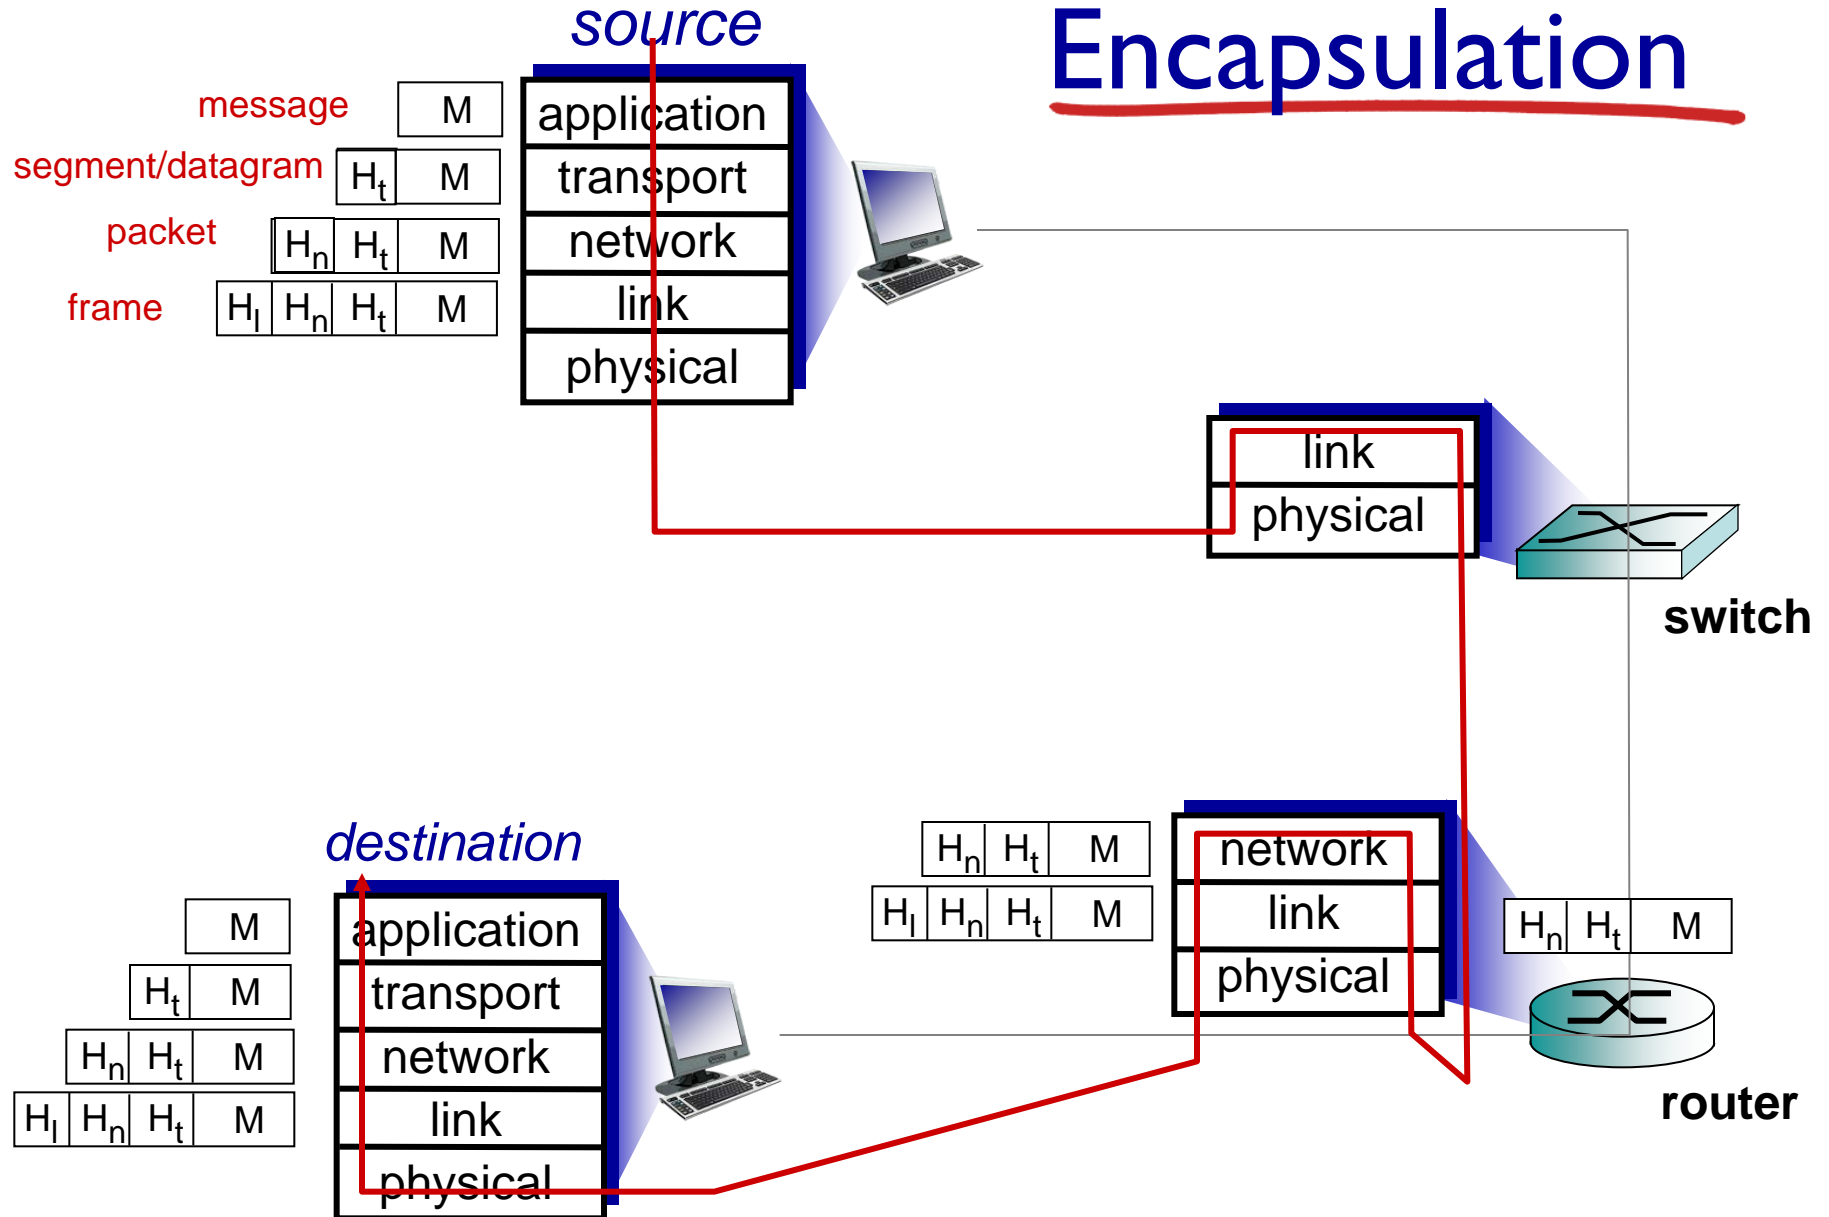 source
Encapsulation
message M application
segment/datagram Ht M transport
packet Hn Ht M network
frame Hl Hn Ht M link
physical
link
physical
switch
destination
Hn Ht M network
Hl Hn Ht M link
physical
Hn Ht M
router
M application
Ht M transport
Hn Ht M network
Hl Hn Ht M link
physical